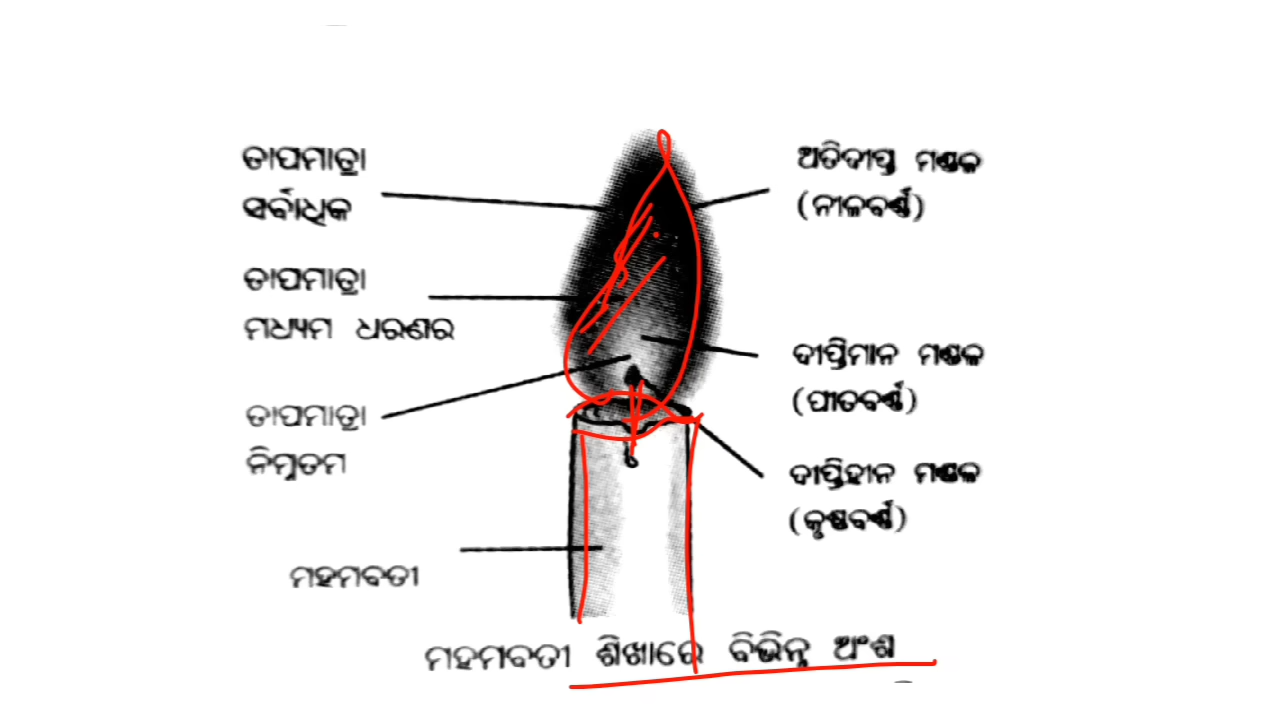 ତାପମାତ୍ରା
ସର୍ବାଧିକ
ତାପମାତ୍ରା
ମଧ୍ୟମ ଧରଣର
ତାପମାତ୍ରା
ନିମ୍ନତମ
ମହମବତୀ
ଅତିଦୀପ୍ତ ମଣ୍ଡଳ
(ନୀଳବର୍ଣ୍ଣ)
ଦୀପ୍ତିମାନ ମଣ୍ଡଳ
(ପୀତବର୍ଣ୍ଣ)
ଦୀପ୍ତିହୀନ ମଣ୍ଡଳ
(କୃଷ୍ଣବର୍ଣ୍ଣ)
ମହମବତୀ ଶିଖାରେ ବିଭିନ୍ନ ଅଂଶ